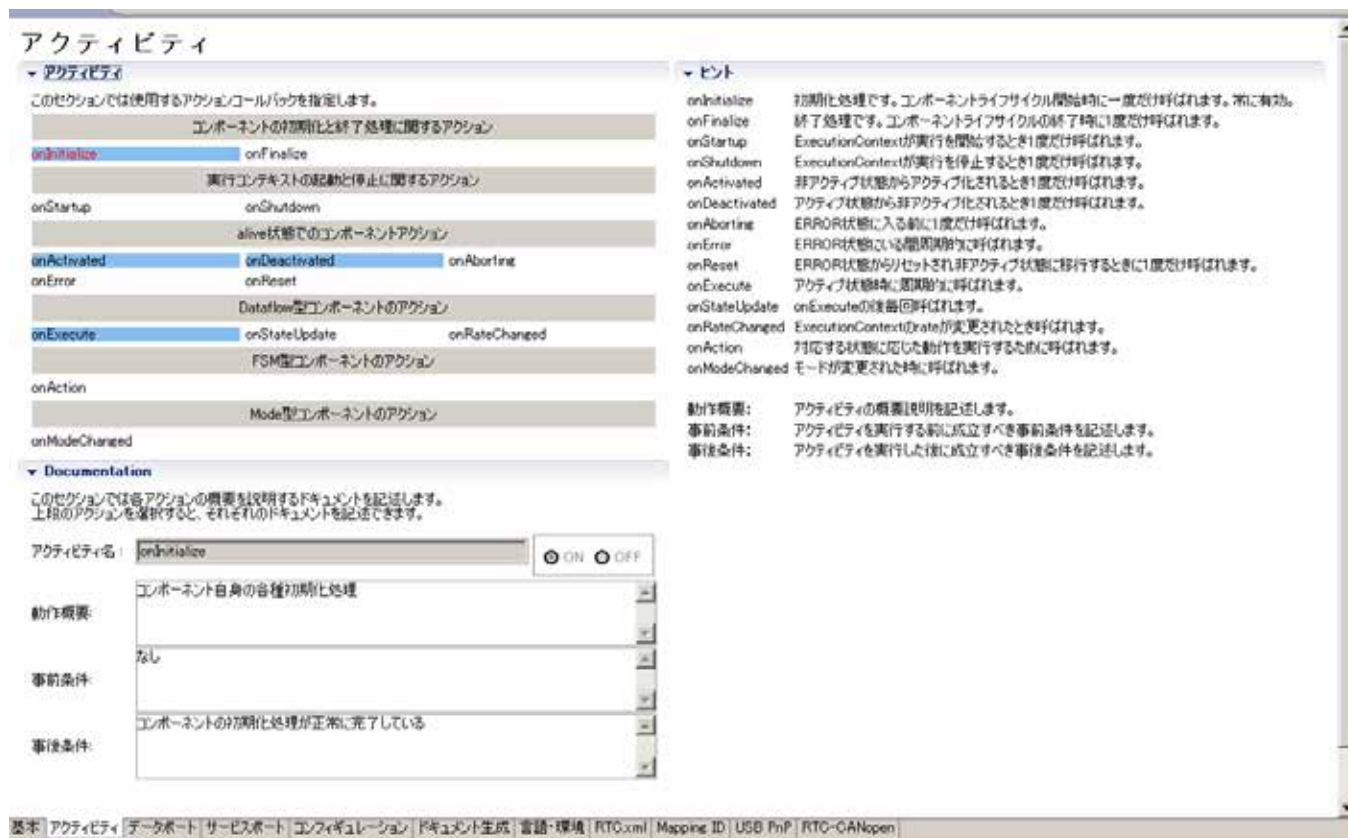 アクティビティ
アクティビティ
このセクションでは使用するアクションコールバックを指定します。
コンポーネントの初期化と終了処理に関するアクション
onInitialize onFinalize
実行コンテキストの起動と停止に関するアクション
onStartup onShutdown
alive状態でのコンポーネントアクション
onActivated onDeactivated onAborting
onError onReset
Dataflow型コンポーネントのアクション
onExecute onStateUpdate onRateChanged
FSM型コンポーネントのアクション
onAction
Mode型コンポーネントのアクション
onModeChanged
Documentation
このセクションでは各アクションの概要を説明するドキュメントを記述します。
上段のアクションを選択すると、それぞれのドキュメントを記述できます。
アクティビティ名： onInitialize ON OFF
動作概要: コンポーネント自身の各種初期化処理
事前条件: なし
事後条件: コンポーネントの初期化処理が正常に完了している
ヒント
onInitialize 初期化処理です。コンポーネントライフサイクル開始時に一度だけ呼ばれます。常に有効。
onFinalize 終了処理です。コンポーネントライフサイクルの終了時に1度だけ呼ばれます。
onStartup ExecutionContextが実行を開始するとき1度だけ呼ばれます。
onShutdown ExecutionContextが実行を停止するとき1度だけ呼ばれます。
onActivated 非アクティブ状態からアクティブ化されるとき1度だけ呼ばれます。
onDeactivated アクティブ状態から非アクティブ化されるとき1度だけ呼ばれます。
onAborting ERROR状態に入る前に1度だけ呼ばれます。
onError ERROR状態にいる間周期的に呼ばれます。
onReset ERROR状態からリセットされ非アクティブ状態に移行するときに1度だけ呼ばれます。
onExecute アクティブ状態時に周期的に呼ばれます。
onStateUpdate onExecuteの後毎回呼ばれます。
onRateChanged ExecutionContextのrateが変更されたとき呼ばれます。
onAction 対応する状態に応じた動作を実行するために呼ばれます。
onModeChanged モードが変更された時に呼ばれます。
動作概要： アクティビティの概要説明を記述します。
事前条件： アクティビティを実行する前に成立すべき事前条件を記述します。
事後条件： アクティビティを実行した後に成立すべき事後条件を記述します。
基本 アクティビティ データポート サービスポート コンフィギュレーション ドキュメント生成 言語・環境 RTC.xml Mapping ID USB PnP RTC-CANopen